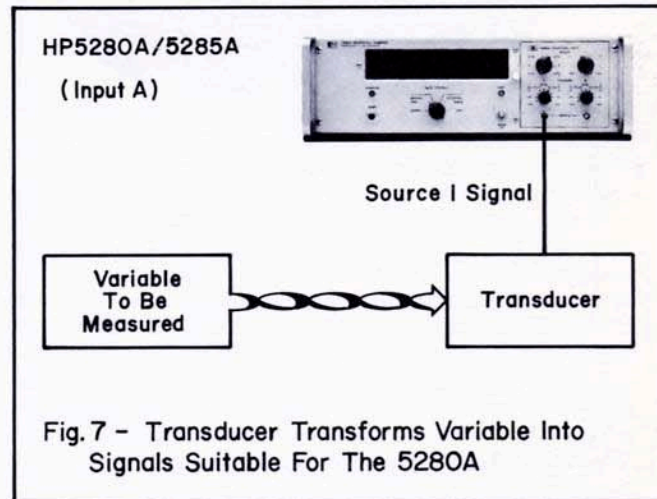 HP5280A/5285A
(Input A)
Source I Signal
Variable
To Be
Measured
Transducer
Fig. 7 - Transducer Transforms Variable Into
Signals Suitable For The 5280A